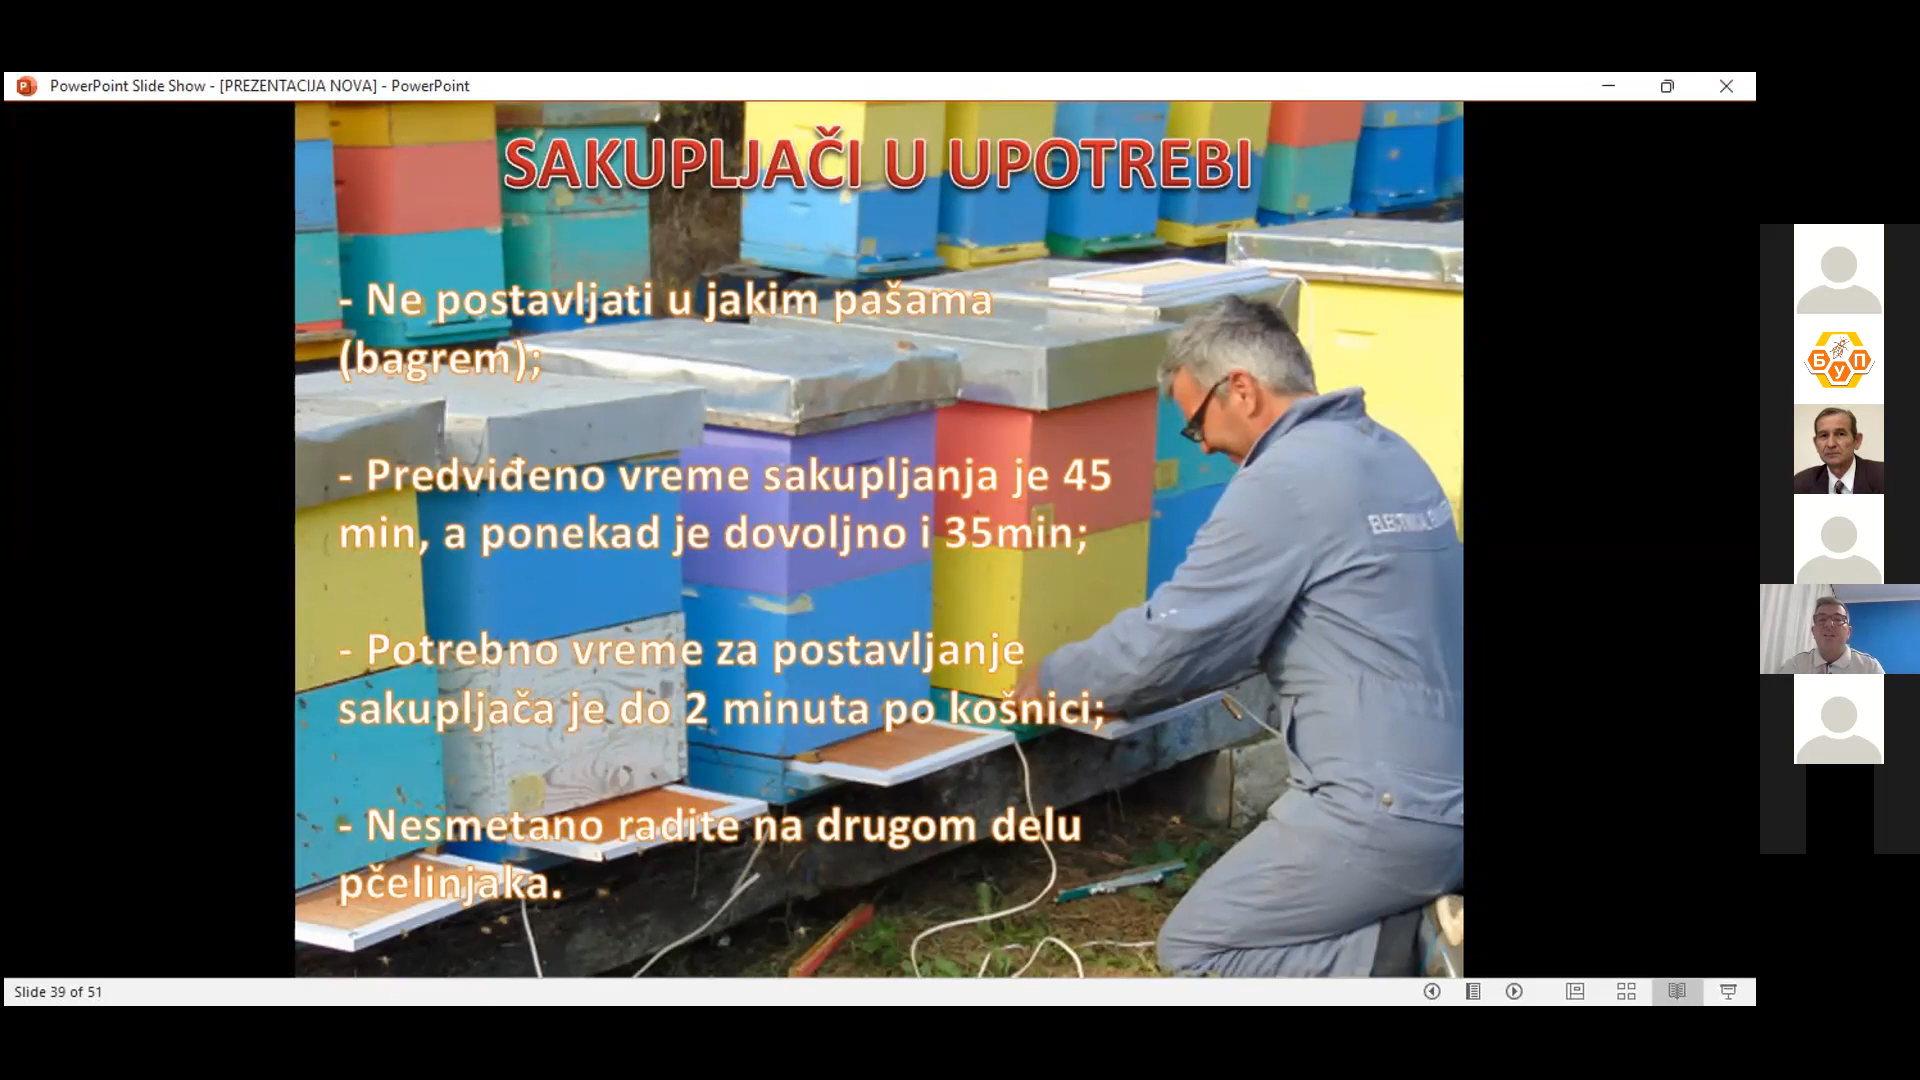 PowerPoint Slide Show - [PREZENTACIJA NOVA] - PowerPoint
SAKUPLJAČI U UPOTREBI
- Ne postavljati u jakim pašama
(bagrem);
- Predviđeno vreme sakupljanja je 45
min, a ponekad je dovoljno i 35min;
- Potrebno vreme za postavljanje
sakupljača je do 2 minuta po košnici;
- Nesmetano radite na drugom delu
pčelinjaka.
Slide 39 of 51
Б П
У